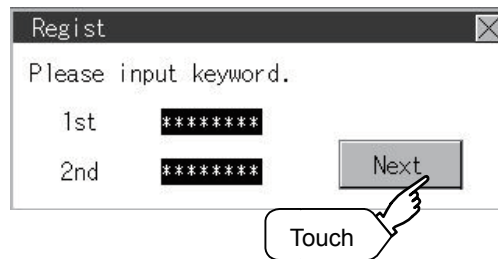 Regist
Please input keyword.
1st ********
2nd ********
Next
Touch